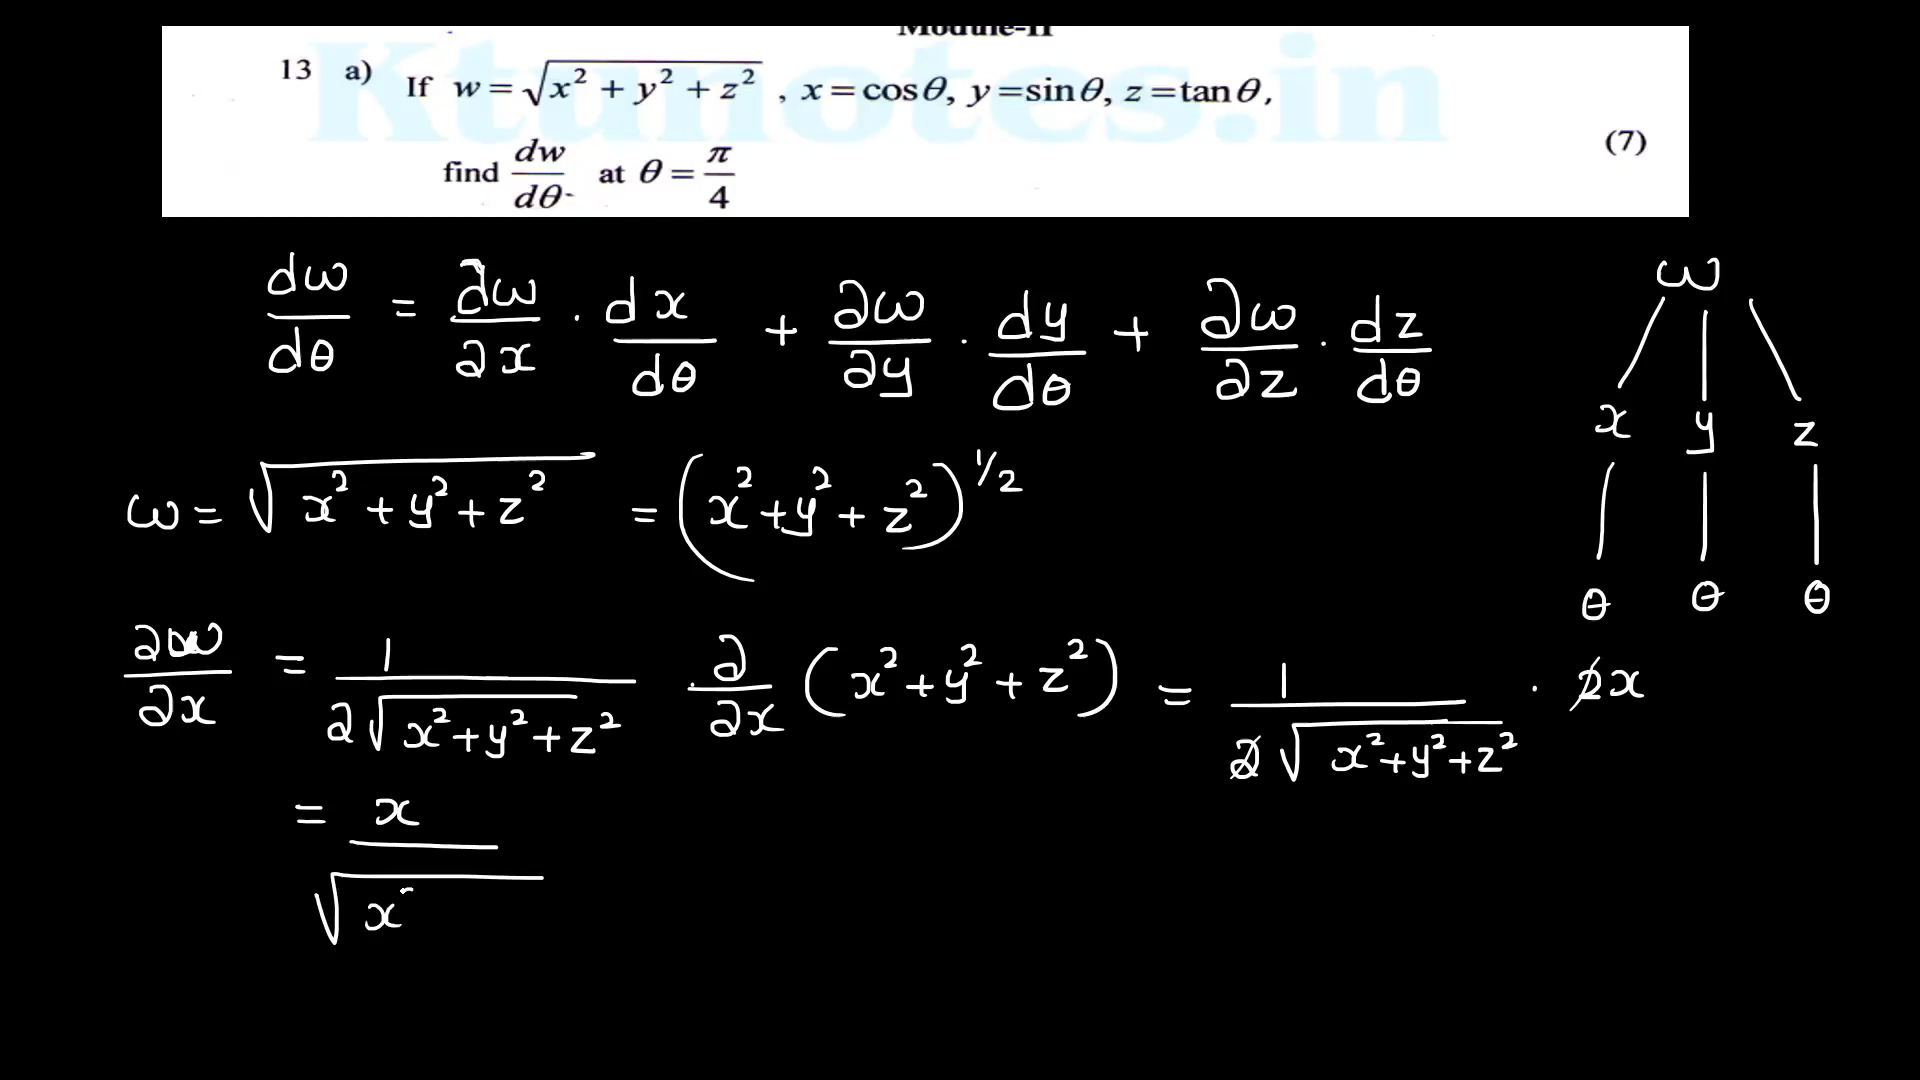 Module-II
Ktunotes.in
13 a) If w = √(x² + y² + z²) , x = cosθ, y = sinθ, z = tanθ,
find dw/dθ at θ = π/4 (7)
dω/dθ = ∂ω/∂x · dx/dθ + ∂ω/∂y · dy/dθ + ∂ω/∂z · dz/dθ
ω
x y z
θ θ θ
ω = √(x² + y² + z²) = (x² + y² + z²)^1/2
∂ω/∂x = 1/(2√(x² + y² + z²)) ∂/∂x (x² + y² + z²) = 1/(2√(x² + y² + z²)) · 2x
= x/√x